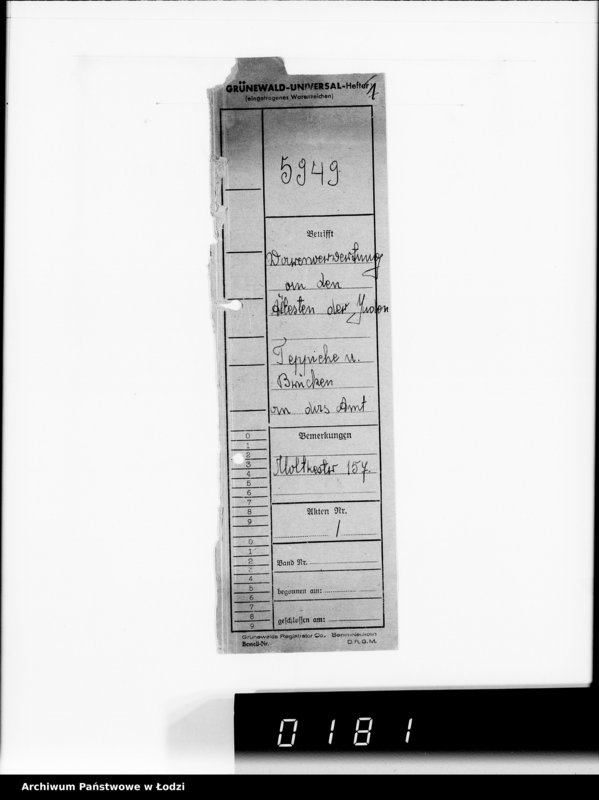 GRÜNEWALD-UNIVERSAL-Hefter
(eingetragenes Warenzeichen)
1
5949
Betrifft
Warenverwertung
an den
Ältesten der Juden
Teppiche u.
Brücken
an das Amt
Bemerkungen
Moltkestr 157.
Akten Nr.
1
Band Nr.
begonnen am:
geschlossen am:
0
1
2
3
4
5
6
7
8
9
0
1
2
3
4
5
6
7
8
9
Grünewalds Registrator Co., Berlin-Neukölln
Bestell-Nr. D.R.G.M.
0181
Archiwum Państwowe w Łodzi